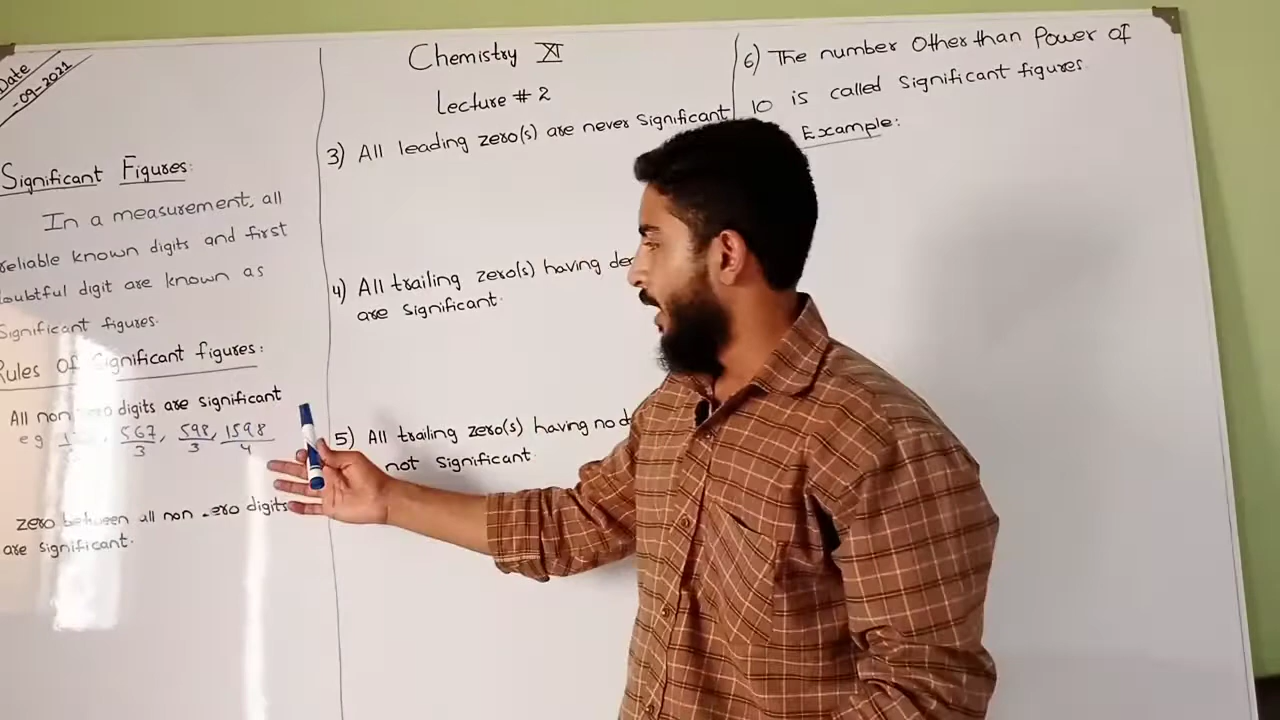 Date
-09-2021
Significant Figures:
In a measurement, all
reliable known digits and first
doubtful digit are known as
Significant figures.
Rules of Significant figures:
All non zero digits are significant
eg 567, 598, 1598
3 3 4
zero between all non zero digits
are significant.
Chemistry XI
Lecture # 2
3) All leading zero(s) are never significant
4) All trailing zero(s) having
are significant.
5) All trailing zero(s) having no
not significant
6) The number Other than Power of
10 is called Significant figures.
Example: